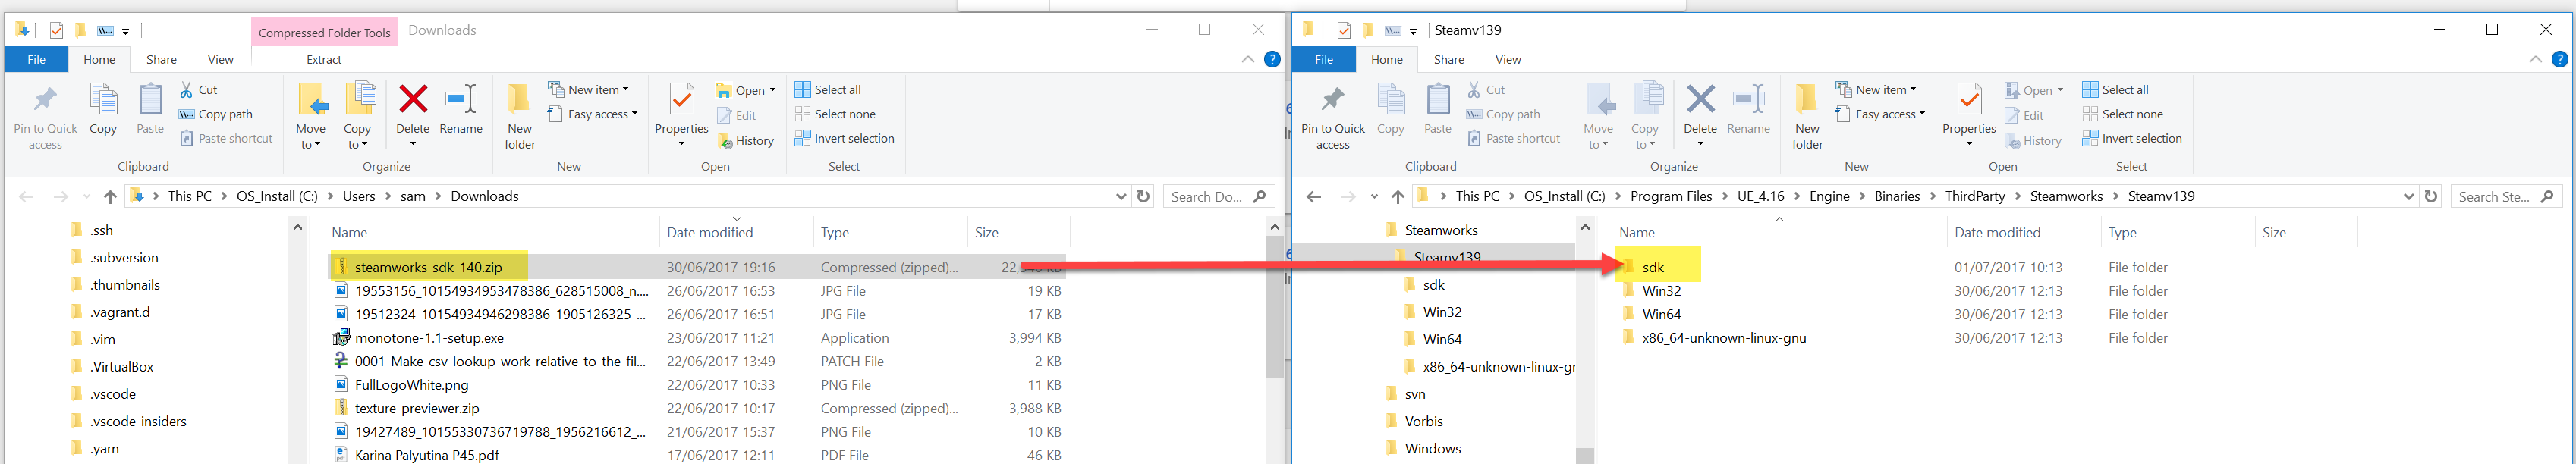 Compressed Folder Tools
Downloads
File
Home
Share
View
Extract
Pin to Quick access
Copy
Paste
Cut
Copy path
Paste shortcut
Clipboard
Move to
Copy to
Delete
Rename
Organize
New folder
New item
Easy access
New
Properties
Open
Edit
History
Open
Select all
Select none
Invert selection
Select
This PC > OS_Install (C:) > Users > sam > Downloads
Search Do...
.ssh
.subversion
.thumbnails
.vagrant.d
.vim
.VirtualBox
.vscode
.vscode-insiders
.yarn
Name Date modified Type Size
steamworks_sdk_140.zip 30/06/2017 19:16 Compressed (zipped)...
19553156_10154934953478386_628515008_n.... 26/06/2017 16:53 JPG File 19 KB
19512324_10154934946298386_1905126325_... 26/06/2017 16:51 JPG File 17 KB
monotone-1.1-setup.exe 23/06/2017 11:21 Application 3,994 KB
0001-Make-csv-lookup-work-relative-to-the-fil... 22/06/2017 13:49 PATCH File 2 KB
FullLogoWhite.png 22/06/2017 10:33 PNG File 11 KB
texture_previewer.zip 22/06/2017 10:17 Compressed (zipped)... 3,988 KB
19427489_10155330736719788_1956216612_... 21/06/2017 15:37 PNG File 10 KB
Karina Palyutina P45.pdf 17/06/2017 12:11 PDF File 46 KB
Steamv139
File
Home
Share
View
Pin to Quick access
Copy
Paste
Cut
Copy path
Paste shortcut
Clipboard
Move to
Copy to
Delete
Rename
Organize
New folder
New item
Easy access
New
Properties
Open
Edit
History
Open
Select all
Select none
Invert selection
Select
This PC > OS_Install (C:) > Program Files > UE_4.16 > Engine > Binaries > ThirdParty > Steamworks > Steamv139
Search Ste...
Steamworks
Steamv139
sdk
Win32
Win64
x86_64-unknown-linux-gr
svn
Vorbis
Windows
Name Date modified Type Size
sdk 01/07/2017 10:13 File folder
Win32 30/06/2017 12:13 File folder
Win64 30/06/2017 12:13 File folder
x86_64-unknown-linux-gnu 30/06/2017 12:13 File folder